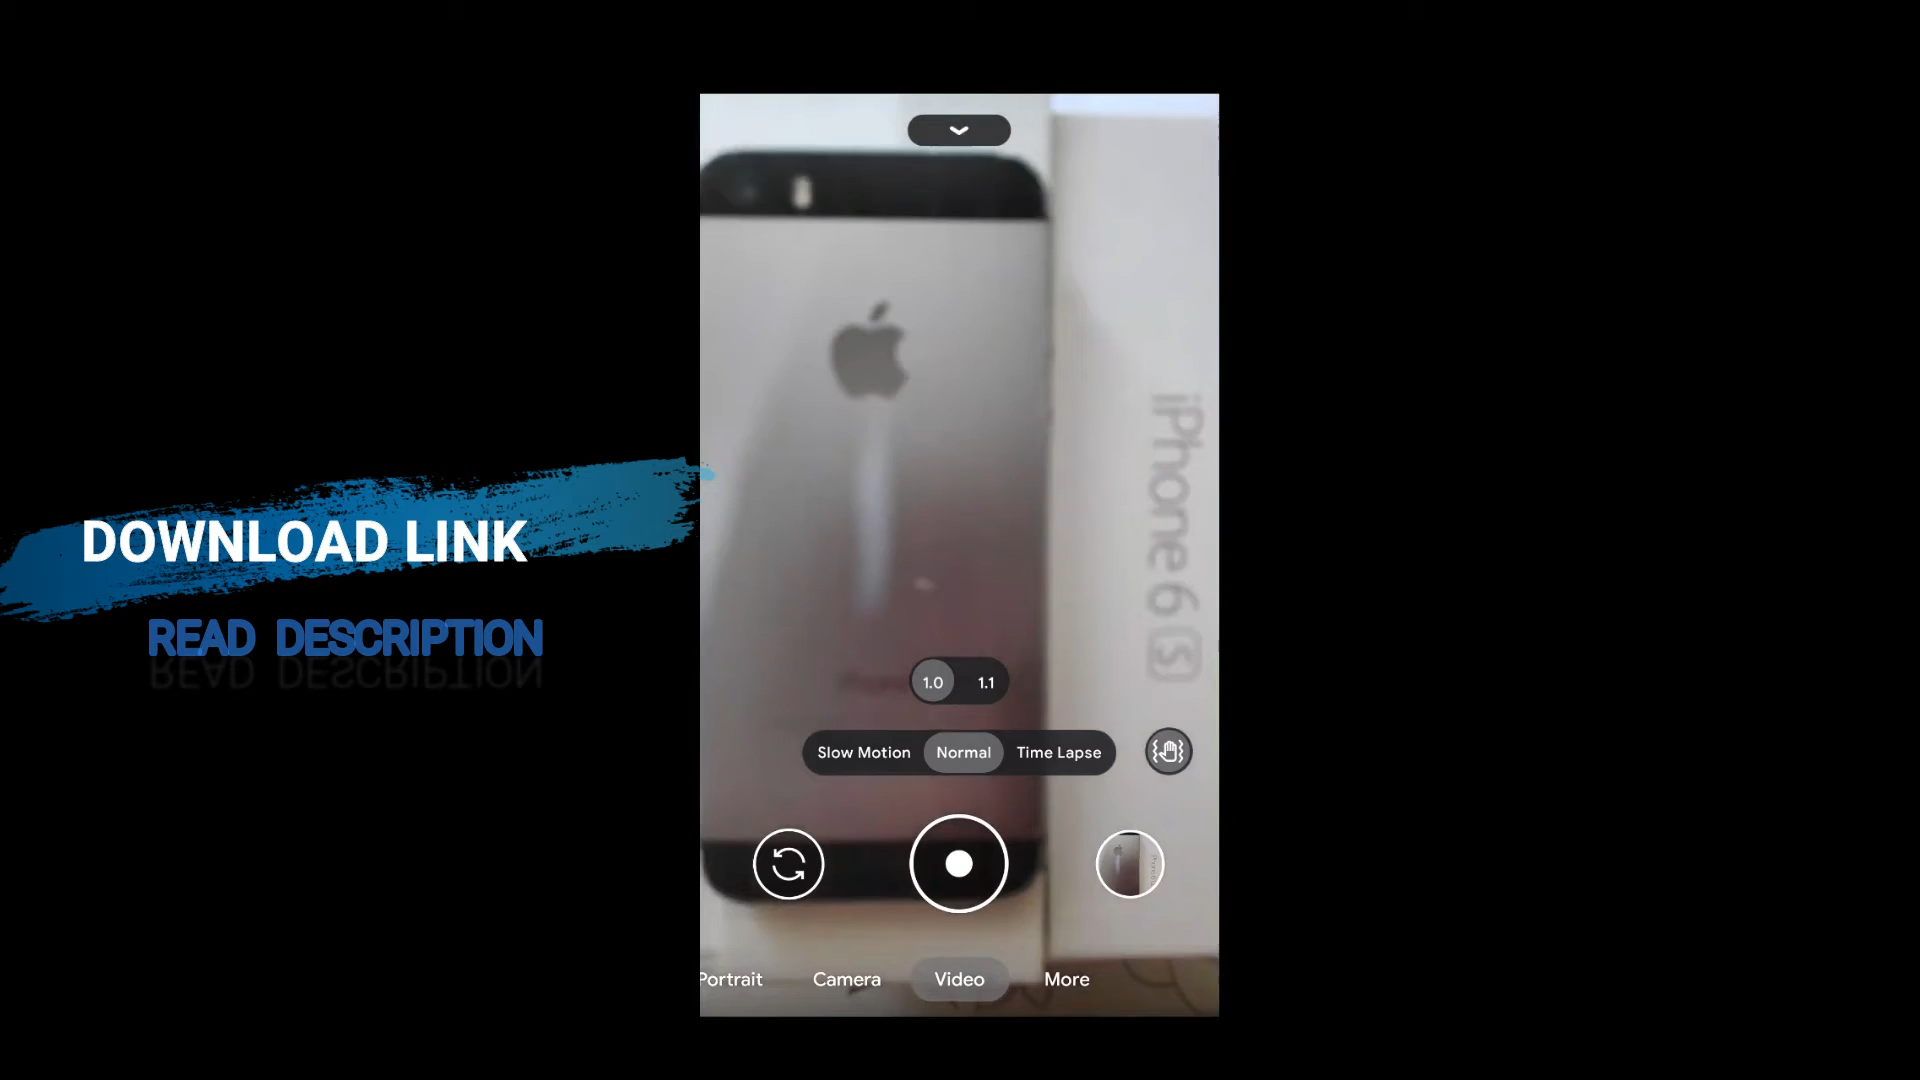 DOWNLOAD LINK
READ DESCRIPTION
iPhone 6S
1.0 1.1
Slow Motion Normal Time Lapse
Portrait Camera Video More